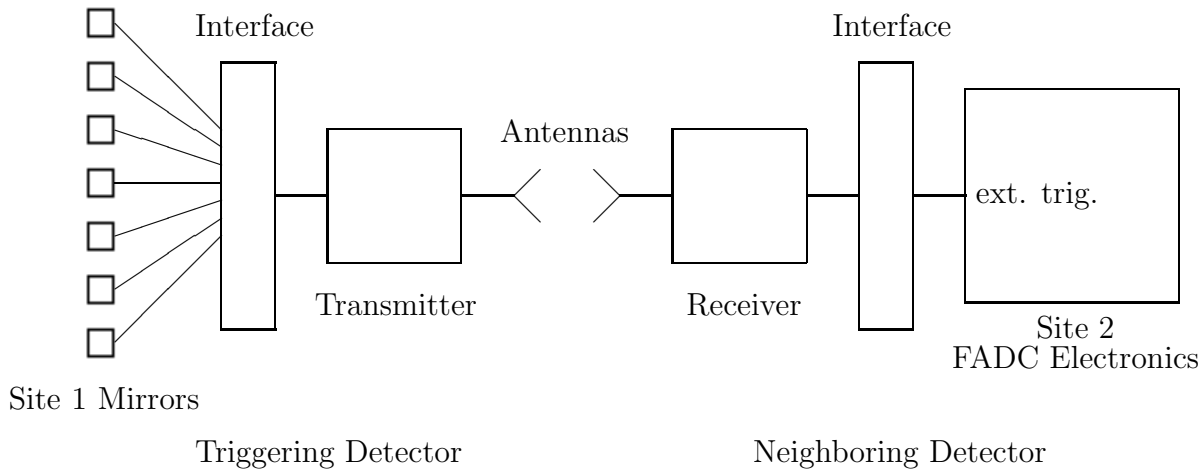 Interface
Interface
Antennas
ext. trig.
Transmitter
Receiver
Site 2
FADC Electronics
Site 1 Mirrors
Triggering Detector
Neighboring Detector